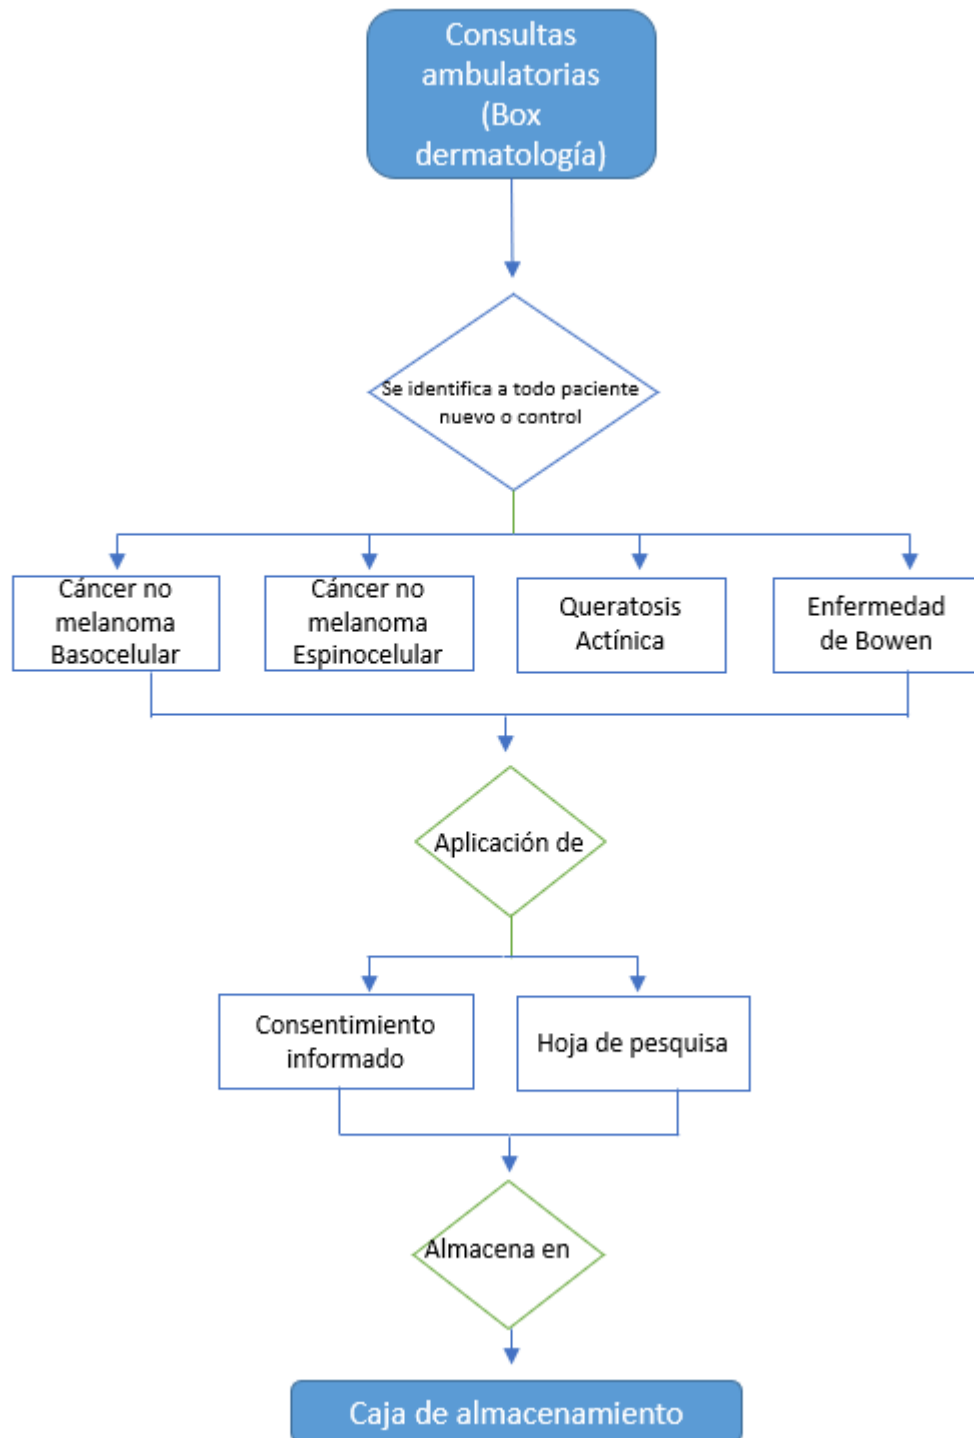 Consultas
ambulatorias
(Box
dermatología)
Se identifica a todo paciente
nuevo o control
Cáncer no
melanoma
Basocelular
Cáncer no
melanoma
Espinocelular
Queratosis
Actínica
Enfermedad
de Bowen
Aplicación de
Consentimiento
informado
Hoja de pesquisa
Almacena en
Caja de almacenamiento